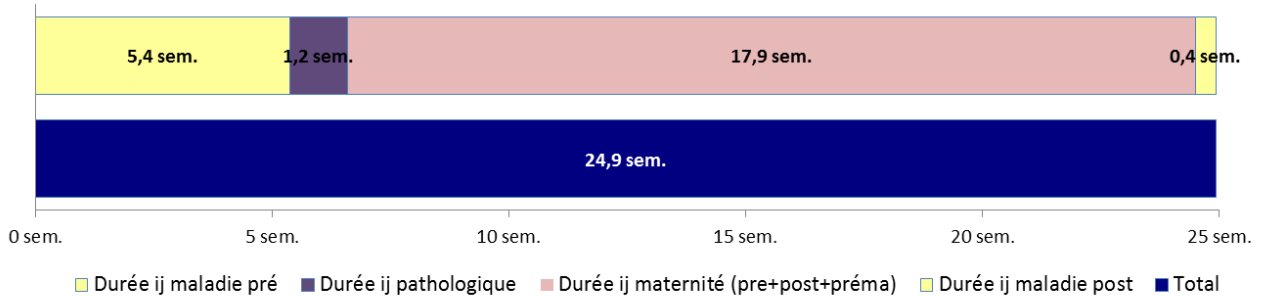 5,4 sem. 1,2 sem. 17,9 sem. 0,4 sem.
24,9 sem.
0 sem. 5 sem. 10 sem. 15 sem. 20 sem. 25 sem.
Durée ij maladie pré Durée ij pathologique Durée ij maternité (pre+post+préma) Durée ij maladie post Total